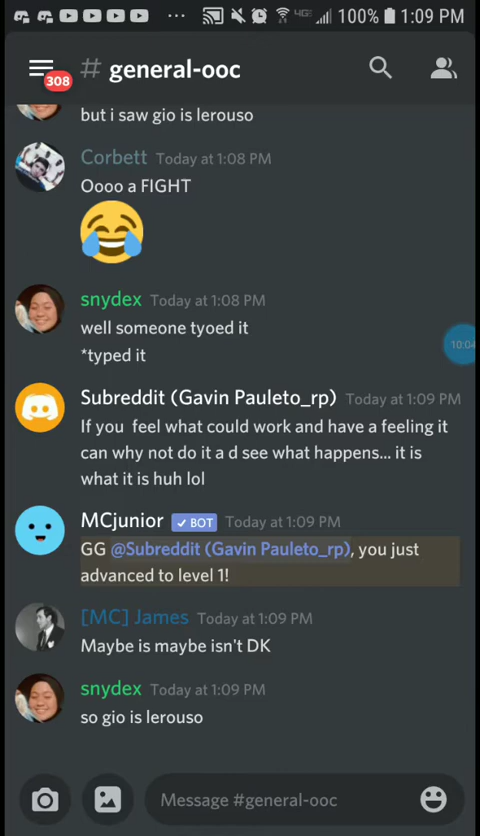 4G
100% 1:09 PM
308
# general-ooc
but i saw gio is lerouso
Corbett Today at 1:08 PM
Oooo a FIGHT
snydex Today at 1:08 PM
well someone tyoed it
*typed it
10:04
Subreddit (Gavin Pauleto_rp) Today at 1:09 PM
If you feel what could work and have a feeling it
can why not do it a d see what happens... it is
what it is huh lol
MCjunior ✓ BOT Today at 1:09 PM
GG @Subreddit (Gavin Pauleto_rp), you just
advanced to level 1!
[MC] James Today at 1:09 PM
Maybe is maybe isn't DK
snydex Today at 1:09 PM
so gio is lerouso
Message #general-ooc